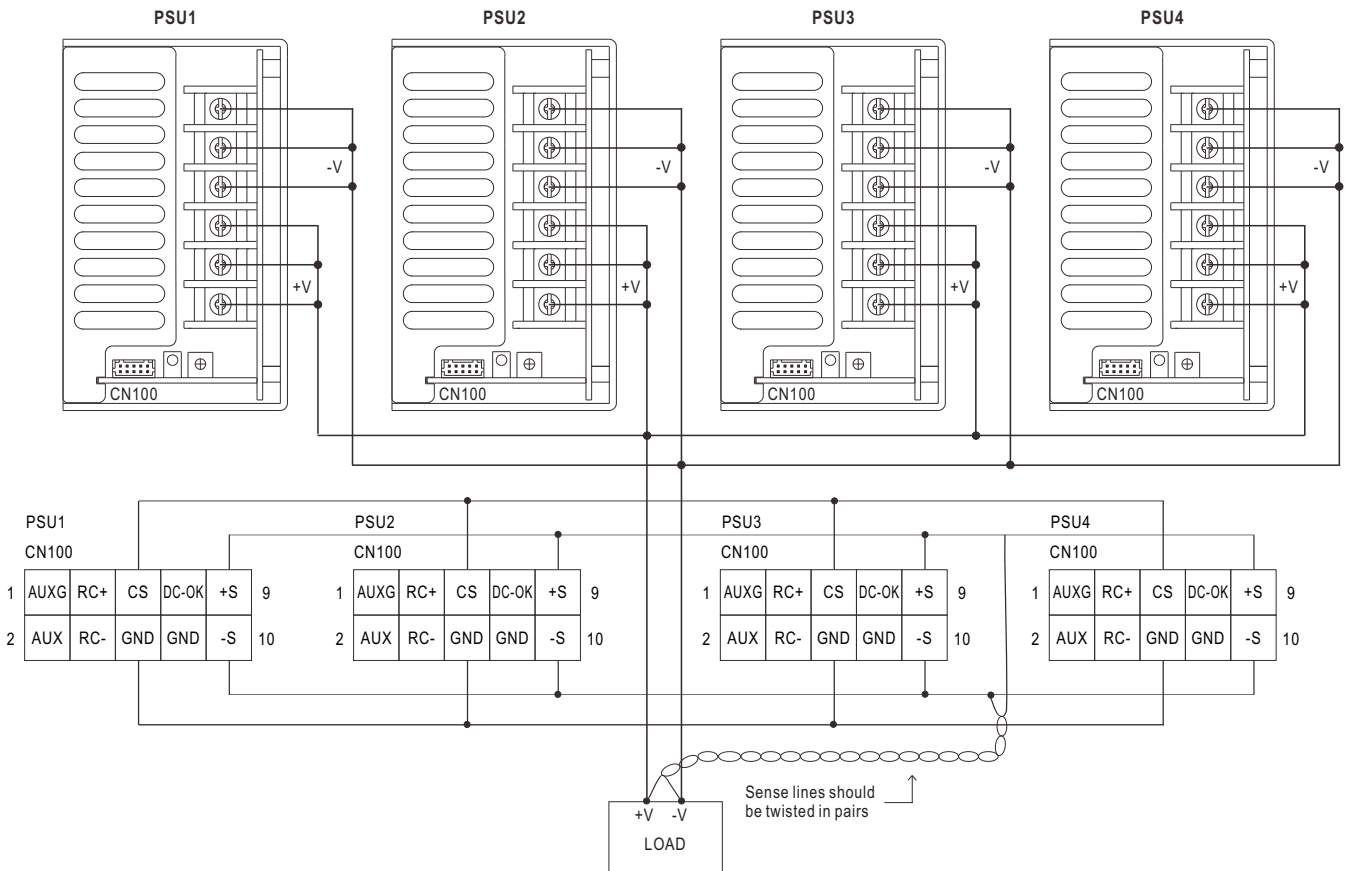 PSU1 PSU2 PSU3 PSU4
-V -V -V -V
+V +V +V +V
CN100 CN100 CN100 CN100
PSU1 PSU2 PSU3 PSU4
CN100 CN100 CN100 CN100
1 AUXG RC+ CS DC-OK +S 9 1 AUXG RC+ CS DC-OK +S 9 1 AUXG RC+ CS DC-OK +S 9 1 AUXG RC+ CS DC-OK +S 9
2 AUX RC- GND GND -S 10 2 AUX RC- GND GND -S 10 2 AUX RC- GND GND -S 10 2 AUX RC- GND GND -S 10
Sense lines should
be twisted in pairs
+V -V
LOAD